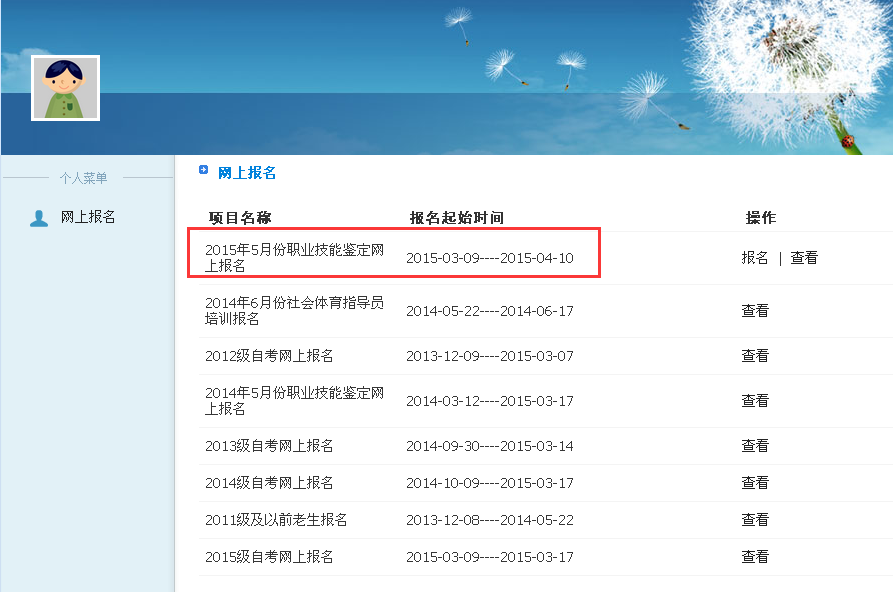 个人菜单
网上报名
网上报名
项目名称 报名起始时间 操作
2015年5月份职业技能鉴定网
上报名
2015-03-09----2015-04-10 报名 | 查看
2014年6月份社会体育指导员
培训报名
2014-05-22----2014-06-17 查看
2012级自考网上报名 2013-12-09----2015-03-07 查看
2014年5月份职业技能鉴定网
上报名
2014-03-12----2015-03-17 查看
2013级自考网上报名 2014-09-30----2015-03-14 查看
2014级自考网上报名 2014-10-09----2015-03-17 查看
2011级及以前老生报名 2013-12-08----2014-05-22 查看
2015级自考网上报名 2015-03-09----2015-03-17 查看